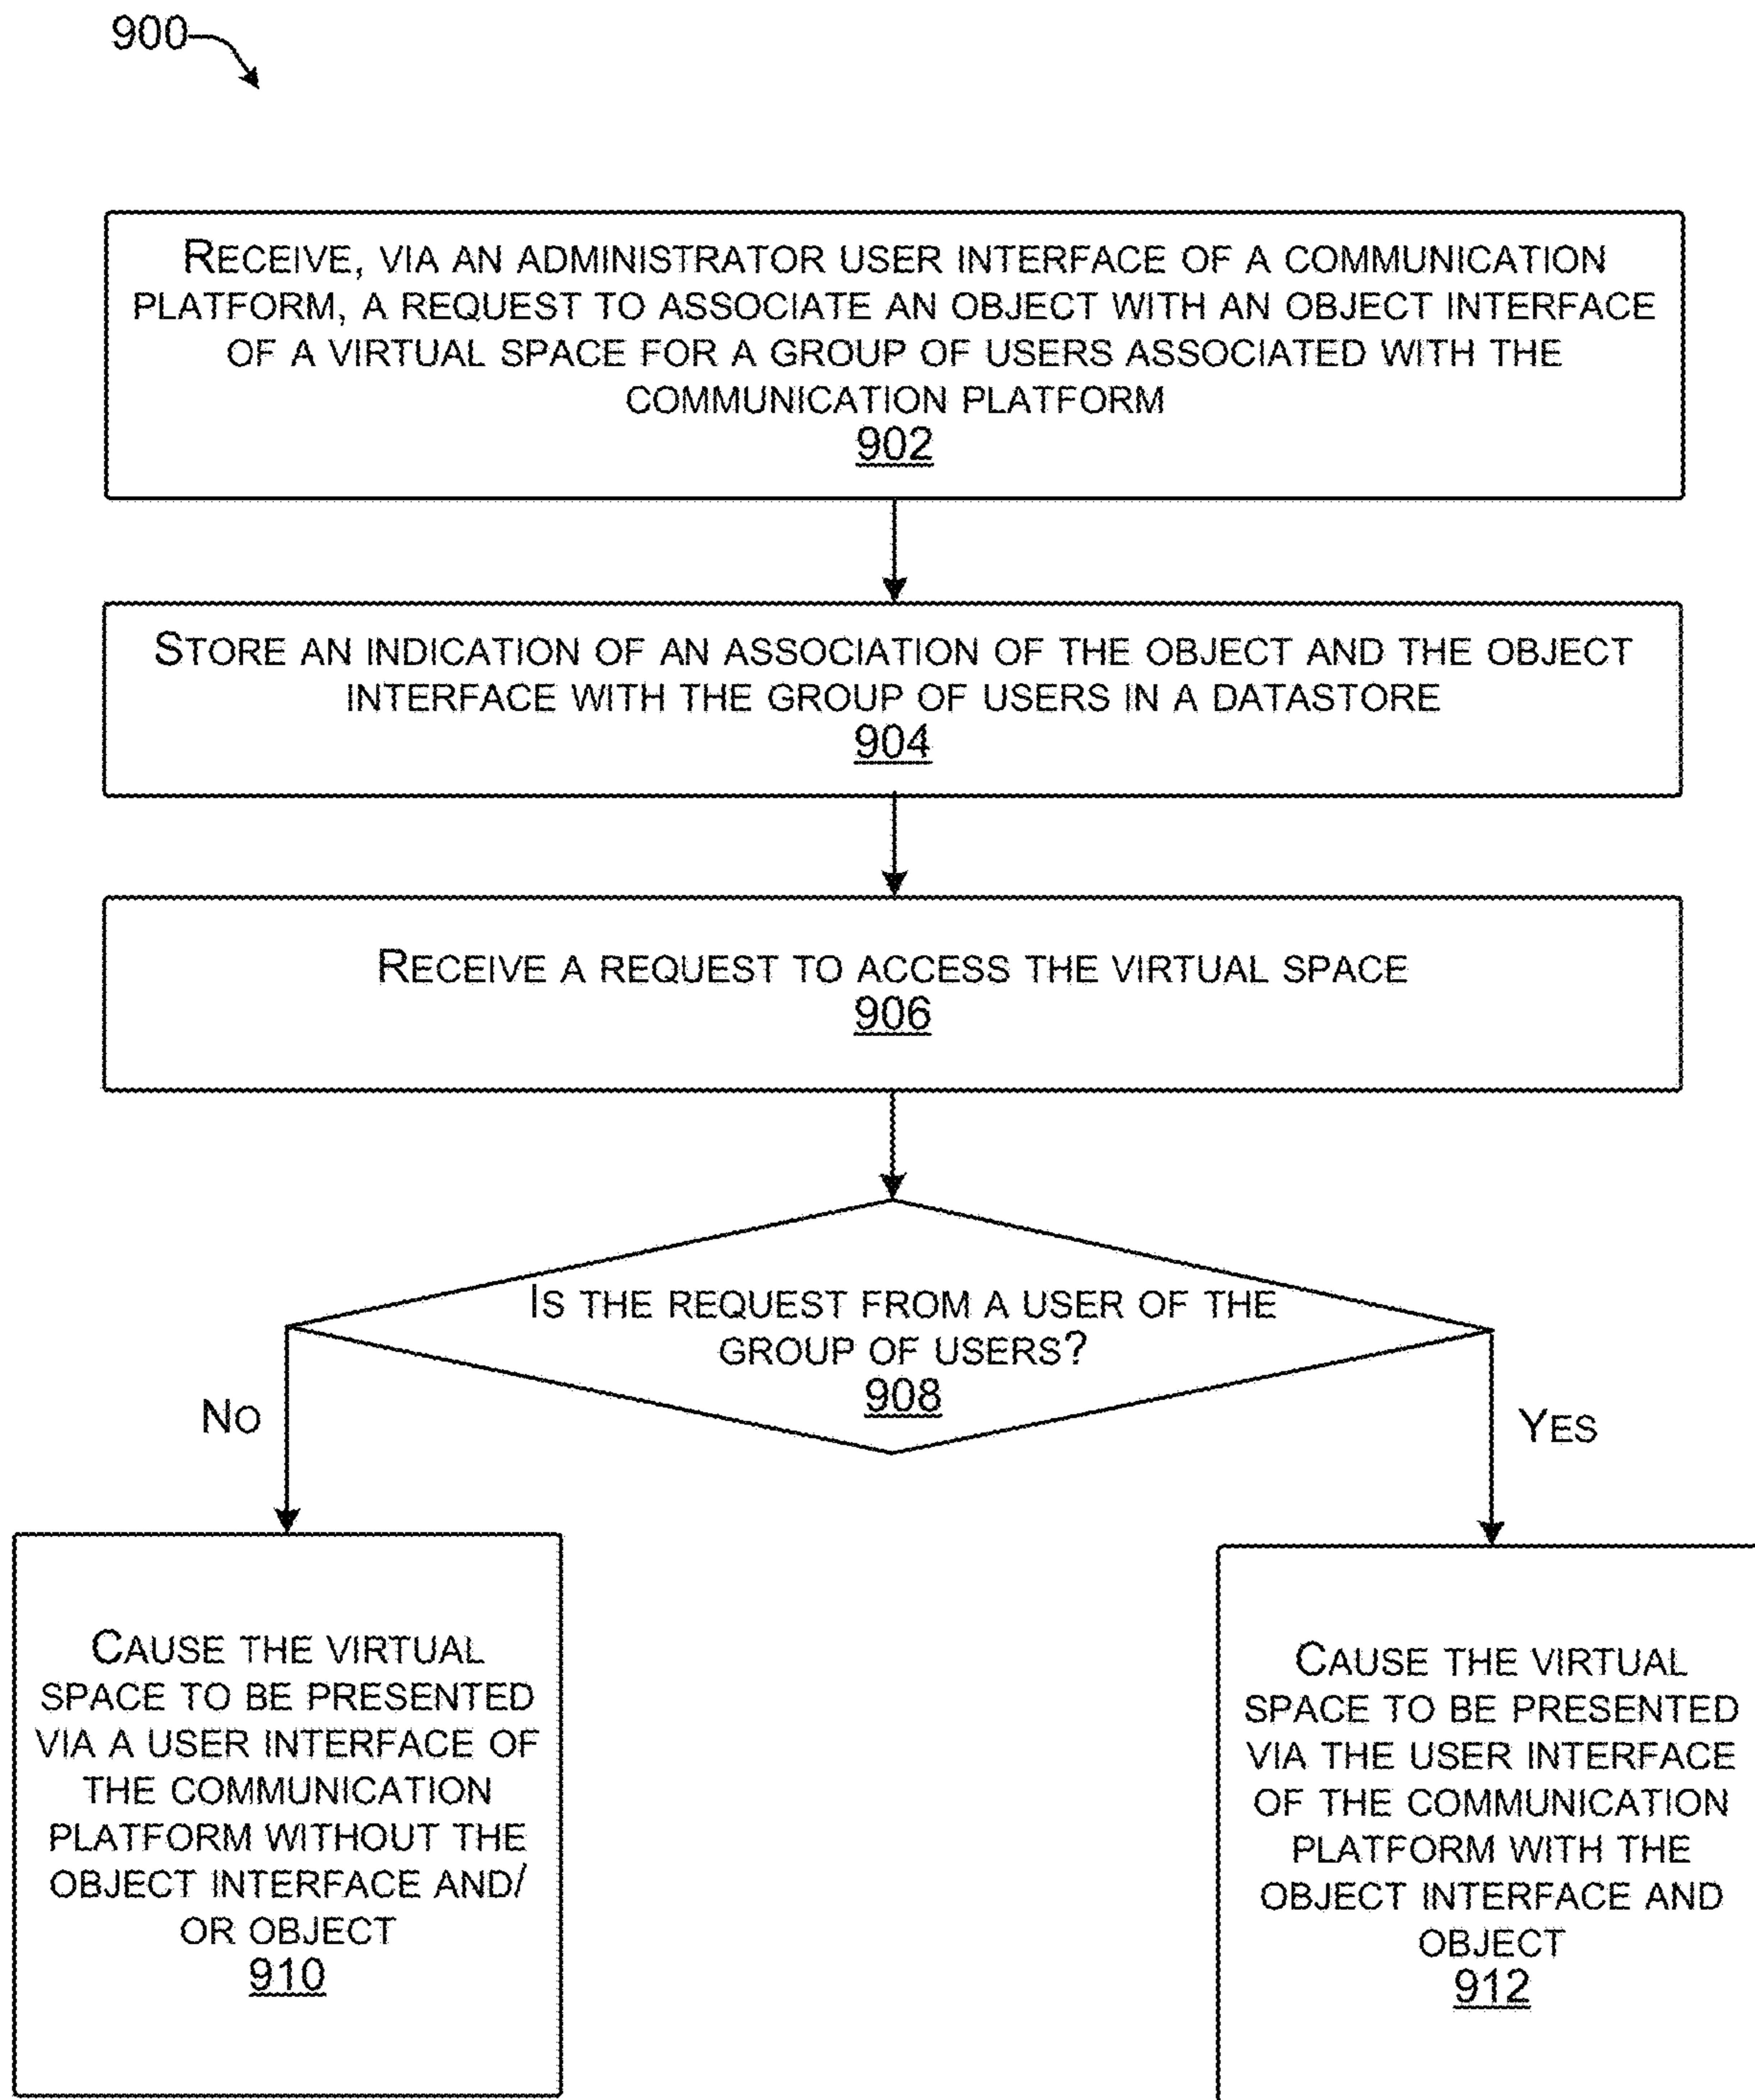 900
RECEIVE, VIA AN ADMINISTRATOR USER INTERFACE OF A COMMUNICATION
PLATFORM, A REQUEST TO ASSOCIATE AN OBJECT WITH AN OBJECT INTERFACE
OF A VIRTUAL SPACE FOR A GROUP OF USERS ASSOCIATED WITH THE
COMMUNICATION PLATFORM
902
STORE AN INDICATION OF AN ASSOCIATION OF THE OBJECT AND THE OBJECT
INTERFACE WITH THE GROUP OF USERS IN A DATASTORE
904
RECEIVE A REQUEST TO ACCESS THE VIRTUAL SPACE
906
IS THE REQUEST FROM A USER OF THE
GROUP OF USERS?
908
NO
YES
CAUSE THE VIRTUAL
SPACE TO BE PRESENTED
VIA A USER INTERFACE OF
THE COMMUNICATION
PLATFORM WITHOUT THE
OBJECT INTERFACE AND/
OR OBJECT
910
CAUSE THE VIRTUAL
SPACE TO BE PRESENTED
VIA THE USER INTERFACE
OF THE COMMUNICATION
PLATFORM WITH THE
OBJECT INTERFACE AND
OBJECT
912